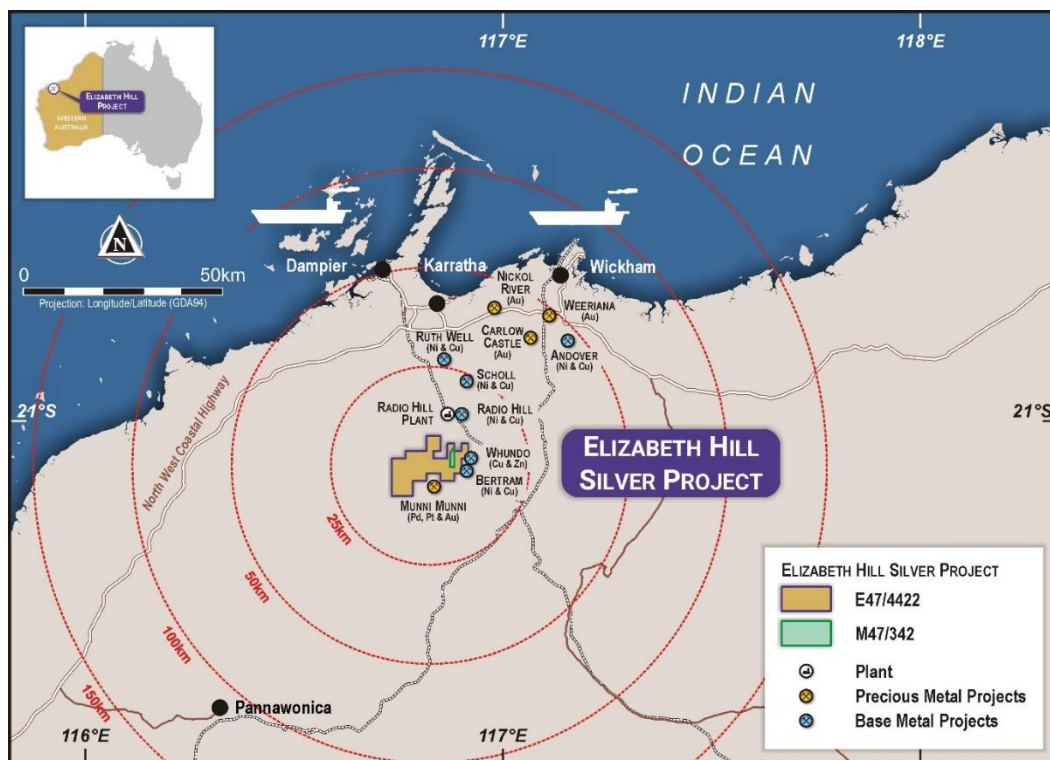 116°E
117°E
118°E
ELIZABETH HILL
PROJECT
WESTERN
AUSTRALIA
INDIAN
OCEAN
N
0
50km
Projection: Longitude/Latitude (GDA94)
Dampier
Karratha
Wickham
NICKOL
RIVER
(Au)
WEERIANA
(Au)
RUTH WELL
(Ni & Cu)
CARLOW
CASTLE
(Au)
ANDOVER
(Ni & Cu)
SCHOLL
(Ni & Cu)
21°S
21°S
RADIO HILL
PLANT
RADIO HILL
(Ni & Cu)
North West Coastal Highway
WHUNDO
(Cu & Zn)
BERTRAM
(Ni & Cu)
MUNNI MUNNI
(Pd, Pt & Au)
ELIZABETH HILL
SILVER PROJECT
25km
50km
100km
150km
Pannawonica
ELIZABETH HILL SILVER PROJECT
E47/4422
M47/342
Plant
Precious Metal Projects
Base Metal Projects
116°E
117°E